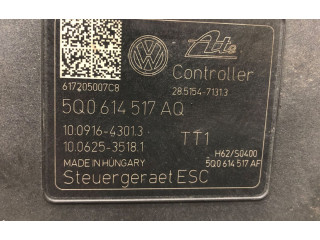 Ate
Controller
617205007C8
28.5154-7131.3
5Q0 614 517 AQ
10.0916-4301.3
TT1
10.0625-3518.1
H62/S0400
MADE IN HUNGARY
5Q0 614 517 AF
Steuergeraet ESC